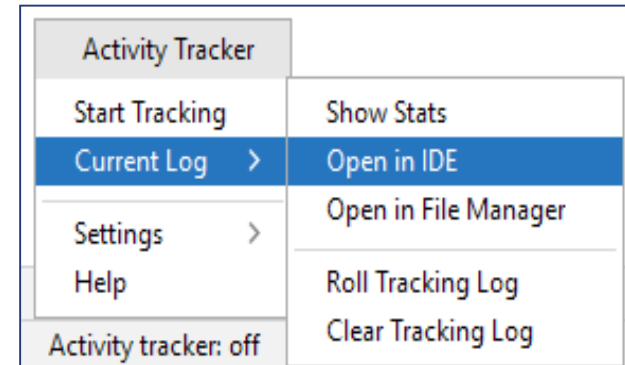 Activity Tracker
Start Tracking
Current Log >
Settings >
Help
Activity tracker: off
Show Stats
Open in IDE
Open in File Manager
Roll Tracking Log
Clear Tracking Log